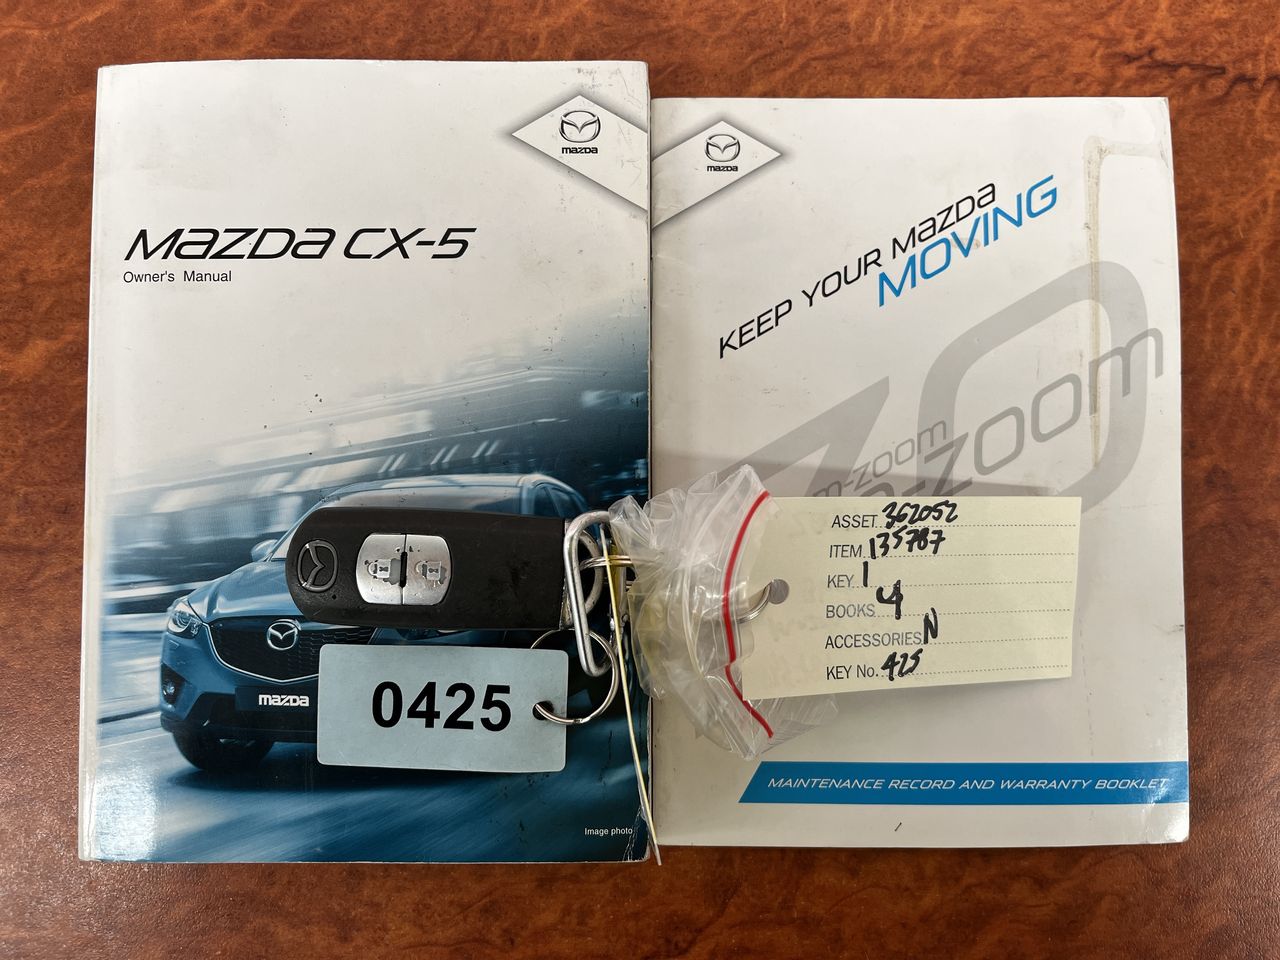 mazda
mazda CX-5
Owner's Manual
mazda
0425
Image photo
mazda
KEEP YOUR mazda
MOVING
m-zoom
-zoom
ASSET 362052
ITEM 135787
KEY 1
BOOKS 4
ACCESSORIES N
KEY No. 425
MAINTENANCE RECORD AND WARRANTY BOOKLET